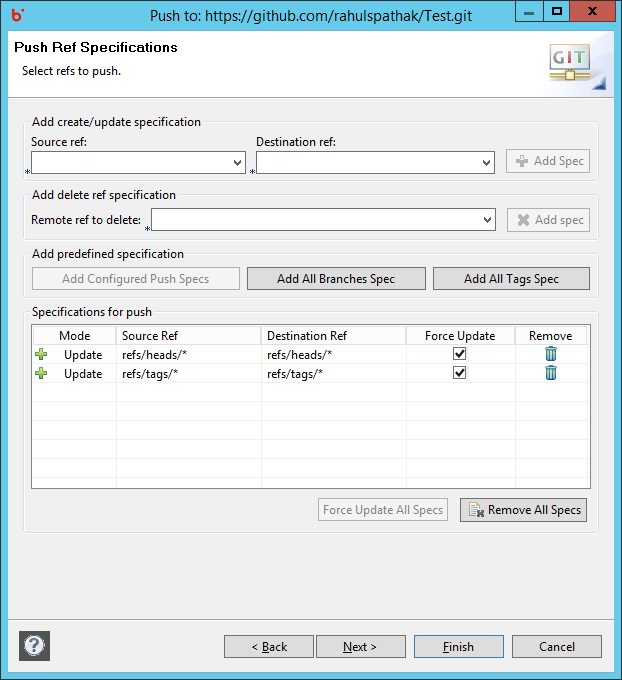 Push to: https://github.com/rahulspathak/Test.git
Push Ref Specifications
Select refs to push.
GIT
Add create/update specification
Source ref: Destination ref:
* * Add Spec
Add delete ref specification
Remote ref to delete: * Add spec
Add predefined specification
Add Configured Push Specs Add All Branches Spec Add All Tags Spec
Specifications for push
Mode Source Ref Destination Ref Force Update Remove
Update refs/heads/* refs/heads/*
Update refs/tags/* refs/tags/*
Force Update All Specs Remove All Specs
? < Back Next > Finish Cancel